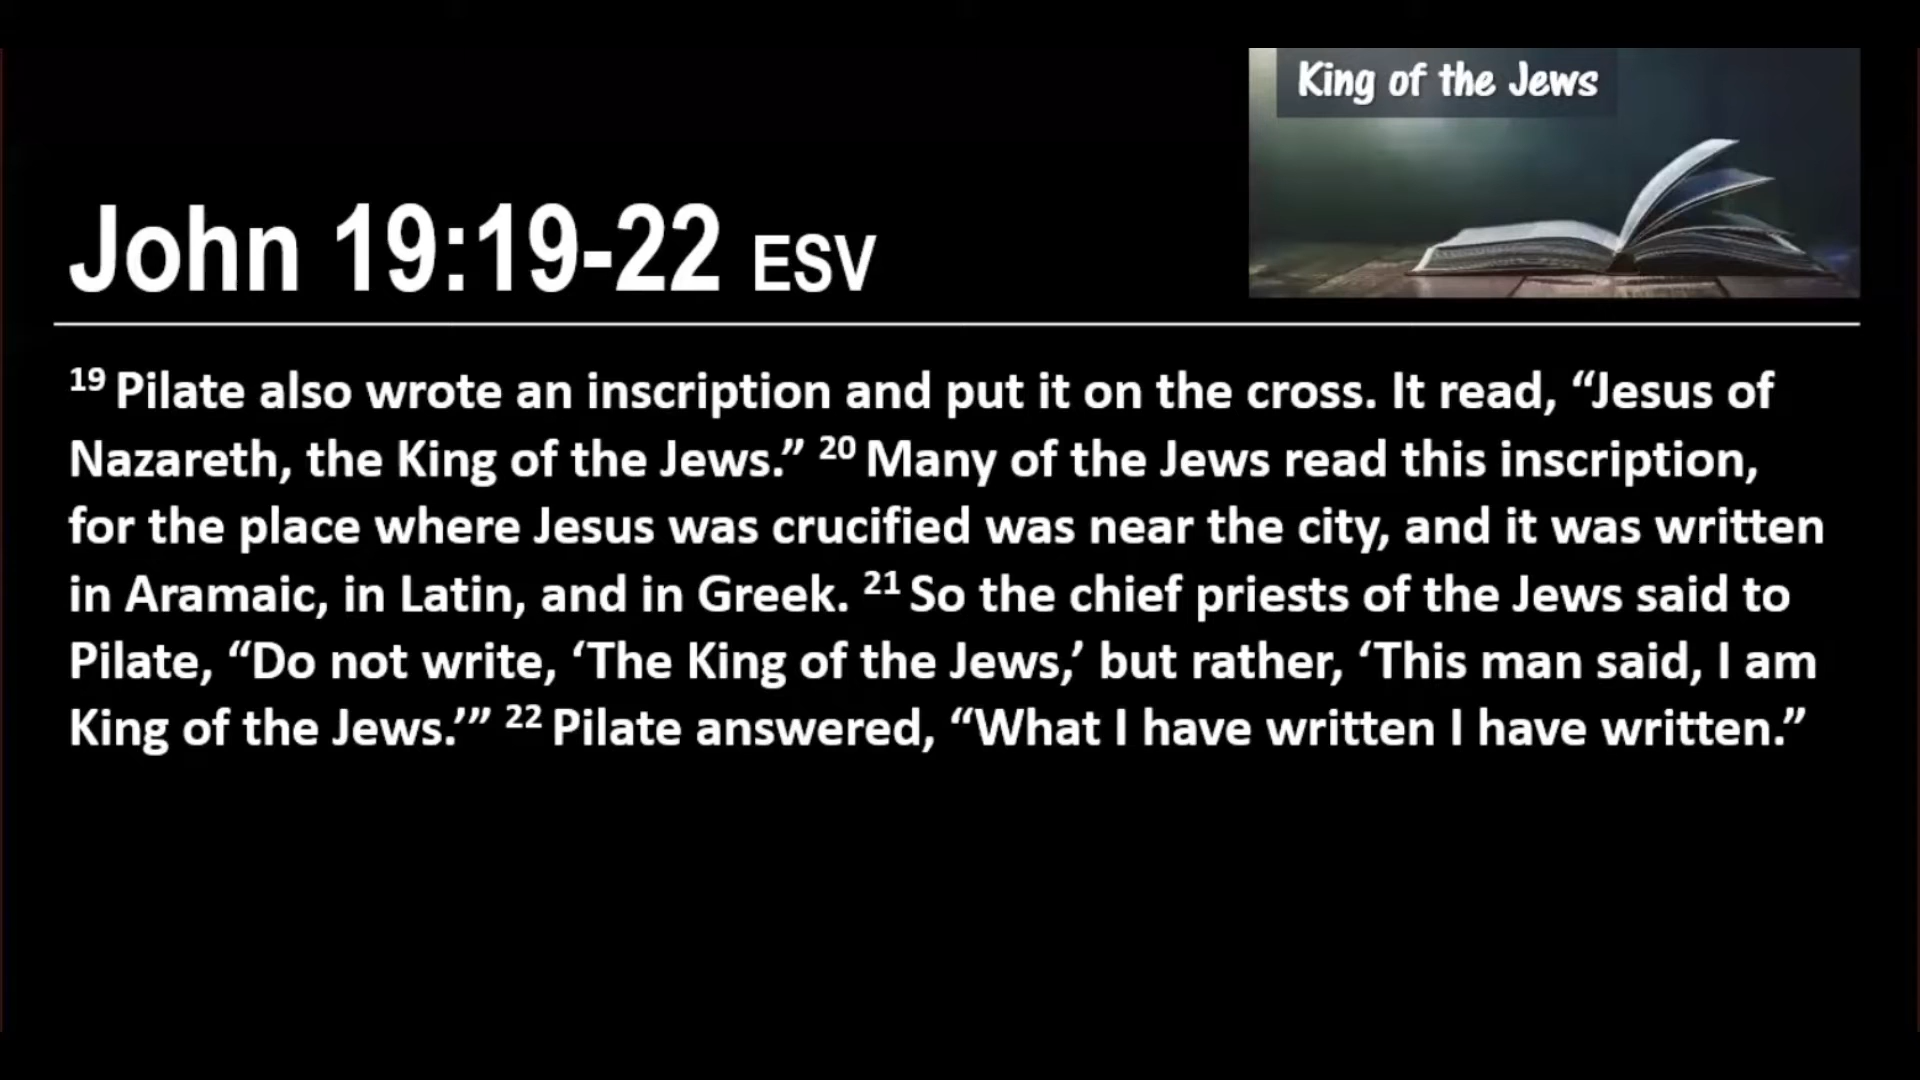 King of the Jews
John 19:19-22 ESV
19 Pilate also wrote an inscription and put it on the cross. It read, “Jesus of
Nazareth, the King of the Jews.” 20 Many of the Jews read this inscription,
for the place where Jesus was crucified was near the city, and it was written
in Aramaic, in Latin, and in Greek. 21 So the chief priests of the Jews said to
Pilate, “Do not write, ‘The King of the Jews,’ but rather, ‘This man said, I am
King of the Jews.’” 22 Pilate answered, “What I have written I have written.”